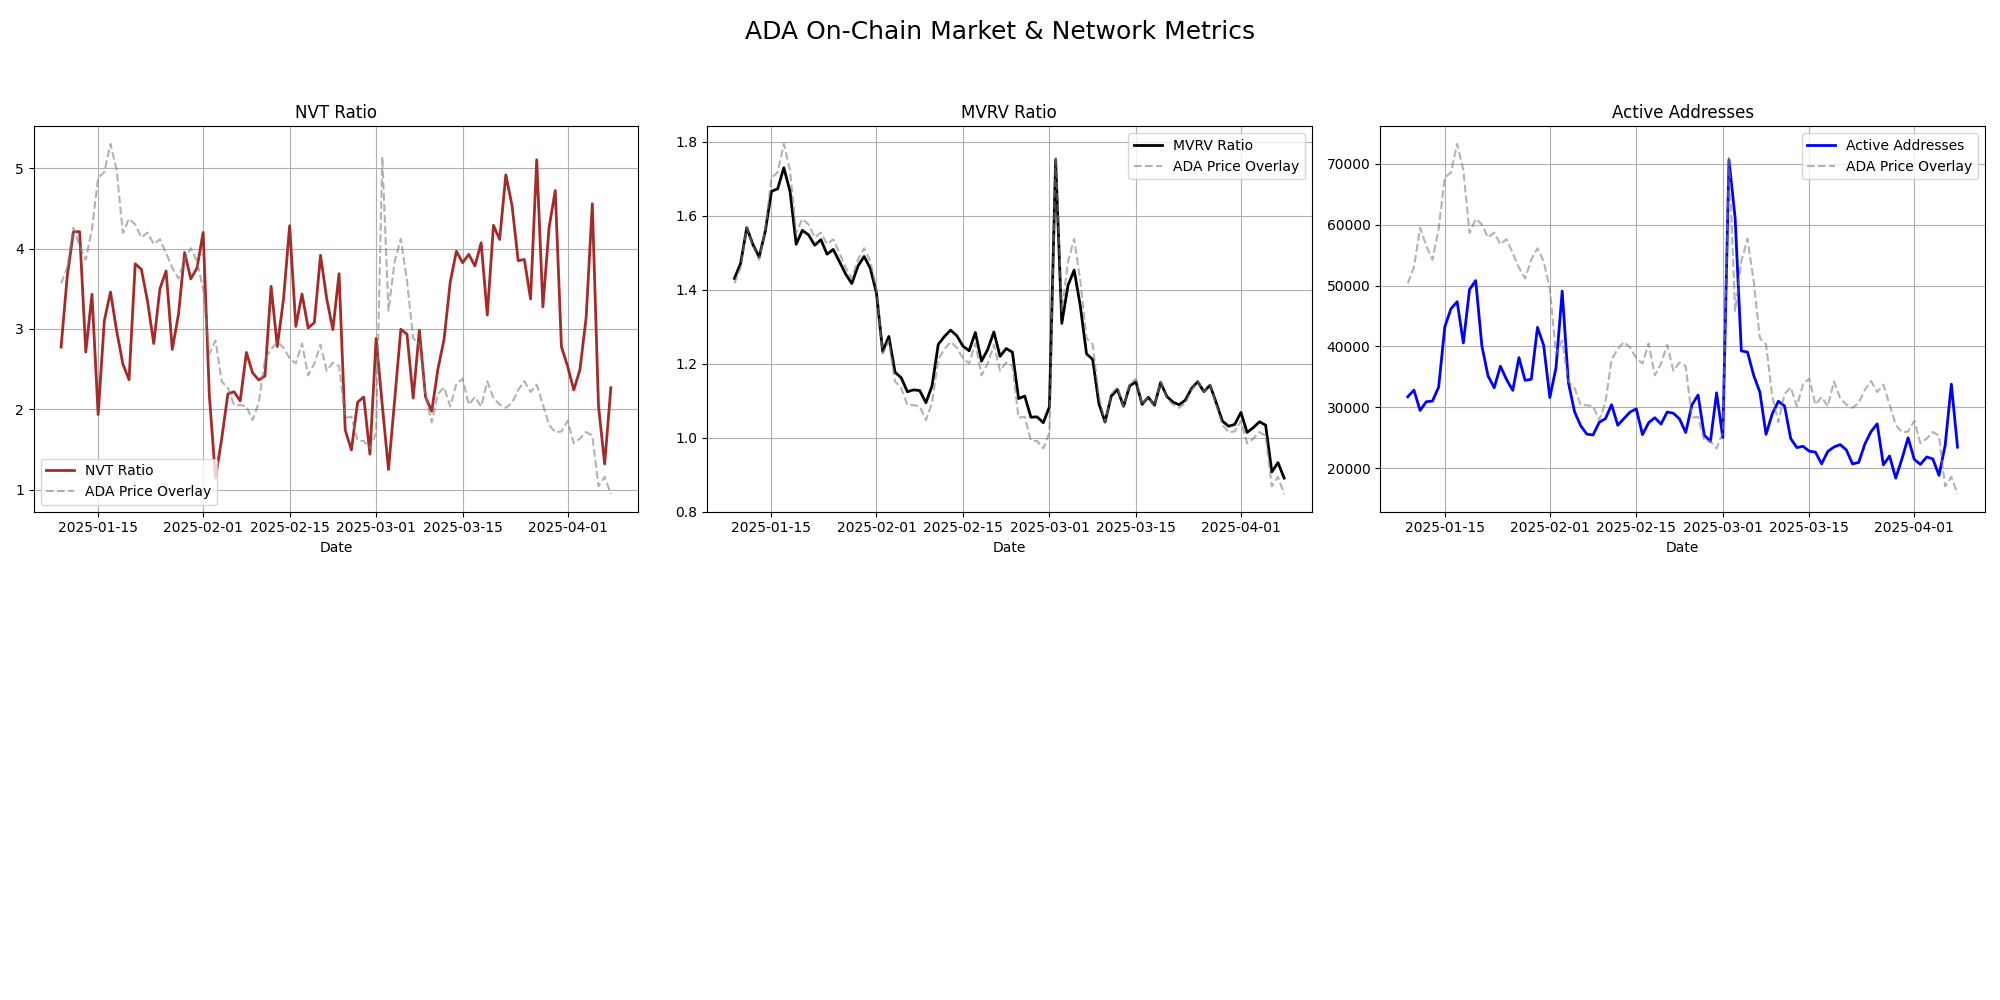 ADA On-Chain Market & Network Metrics
NVT Ratio
5
4
3
2
1
NVT Ratio
ADA Price Overlay
2025-01-15 2025-02-01 2025-02-15 2025-03-01 2025-03-15 2025-04-01
Date
MVRV Ratio
1.8
1.6
1.4
1.2
1.0
0.8
MVRV Ratio
ADA Price Overlay
2025-01-15 2025-02-01 2025-02-15 2025-03-01 2025-03-15 2025-04-01
Date
Active Addresses
70000
60000
50000
40000
30000
20000
Active Addresses
ADA Price Overlay
2025-01-15 2025-02-01 2025-02-15 2025-03-01 2025-03-15 2025-04-01
Date